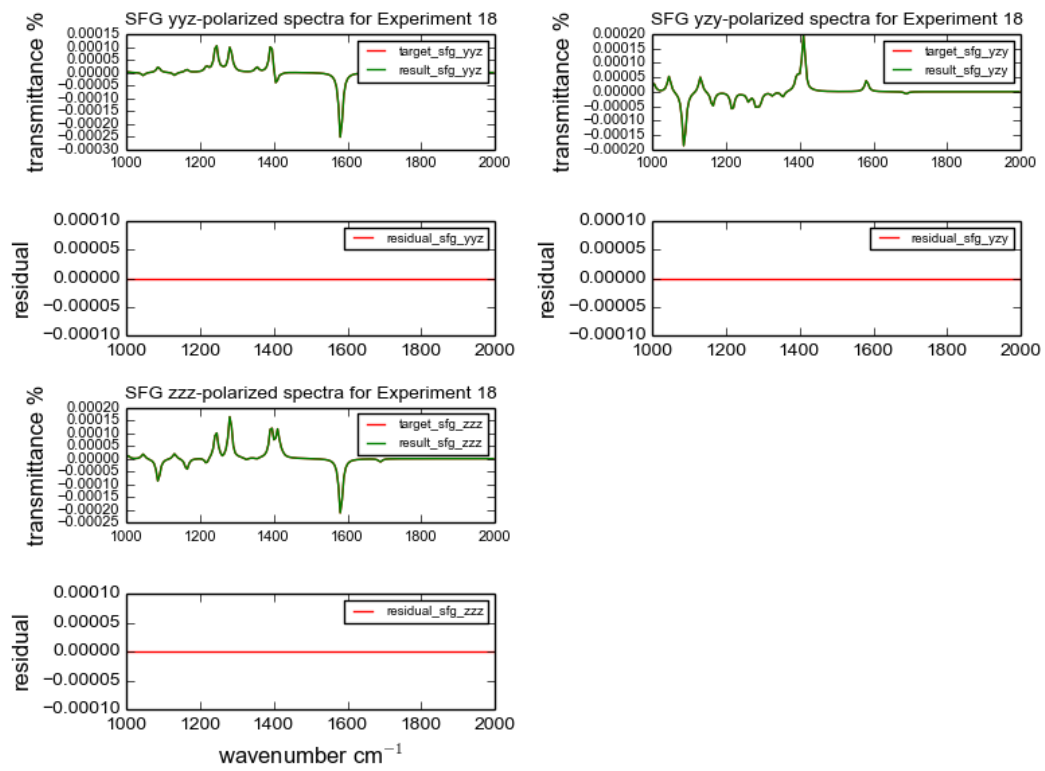 SFG yyz-polarized spectra for Experiment 18
transmittance %
0.00015
0.00010
0.00005
0.00000
−0.00005
−0.00010
−0.00015
−0.00020
−0.00025
−0.00030
target_sfg_yyz
result_sfg_yyz
1000 1200 1400 1600 1800 2000
SFG yzy-polarized spectra for Experiment 18
transmittance %
0.00020
0.00015
0.00010
0.00005
0.00000
−0.00005
−0.00010
−0.00015
−0.00020
target_sfg_yzy
result_sfg_yzy
1000 1200 1400 1600 1800 2000
residual
0.00010
0.00005
0.00000
−0.00005
−0.00010
residual_sfg_yyz
1000 1200 1400 1600 1800 2000
residual
0.00010
0.00005
0.00000
−0.00005
−0.00010
residual_sfg_yzy
1000 1200 1400 1600 1800 2000
SFG zzz-polarized spectra for Experiment 18
transmittance %
0.00020
0.00015
0.00010
0.00005
0.00000
−0.00005
−0.00010
−0.00015
−0.00020
−0.00025
target_sfg_zzz
result_sfg_zzz
1000 1200 1400 1600 1800 2000
residual
0.00010
0.00005
0.00000
−0.00005
−0.00010
residual_sfg_zzz
1000 1200 1400 1600 1800 2000
wavenumber cm⁻¹